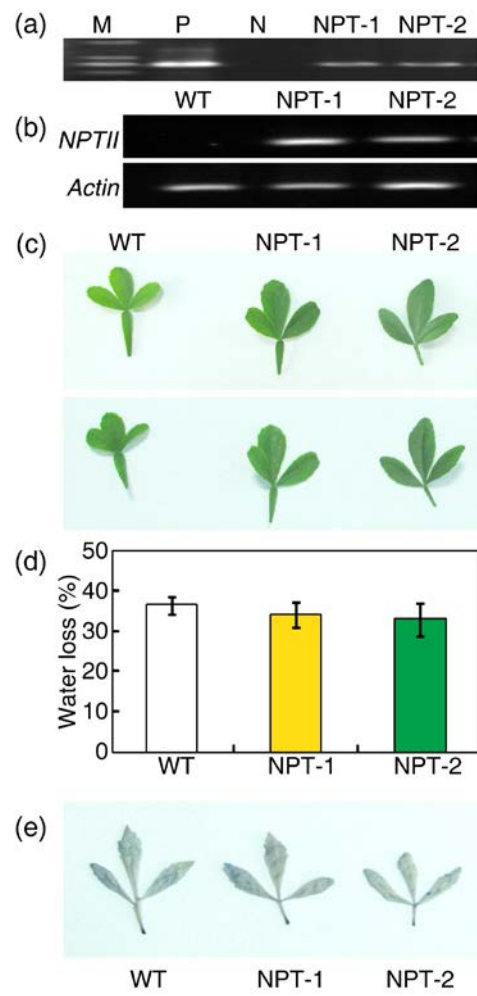 (a) M P N NPT-1 NPT-2
WT NPT-1 NPT-2
(b) NPTII
Actin
(c) WT NPT-1 NPT-2
(d) 50
40
30
20
10
0
Water loss (%)
WT NPT-1 NPT-2
(e)
WT NPT-1 NPT-2